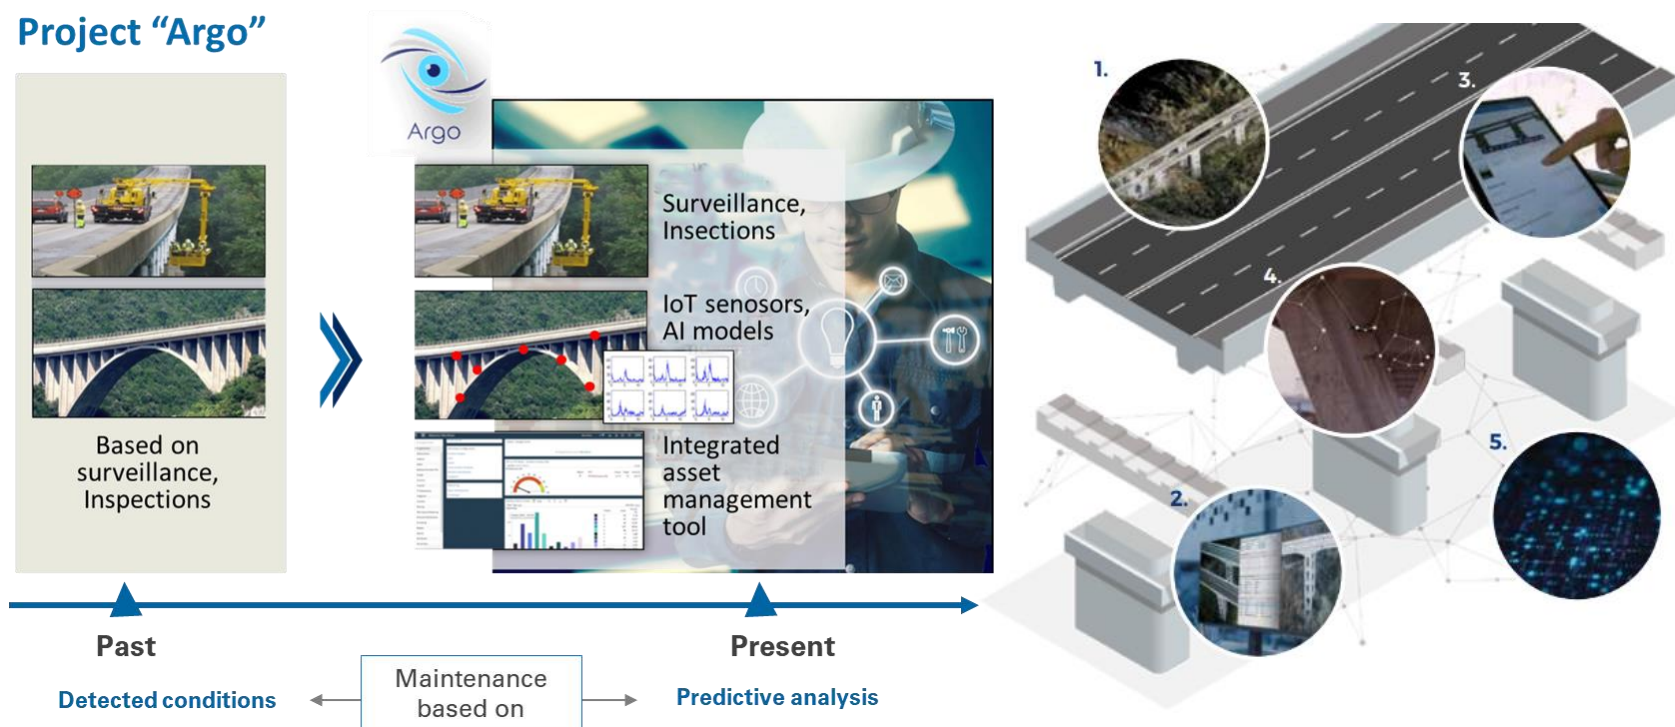 Project “Argo”
Argo
Based on
surveillance,
Inspections
Surveillance,
Insections
IoT senosors,
AI models
Integrated
asset
management
tool
Past
Present
Detected conditions
Maintenance
based on
Predictive analysis
1.
3.
4.
5.
2.